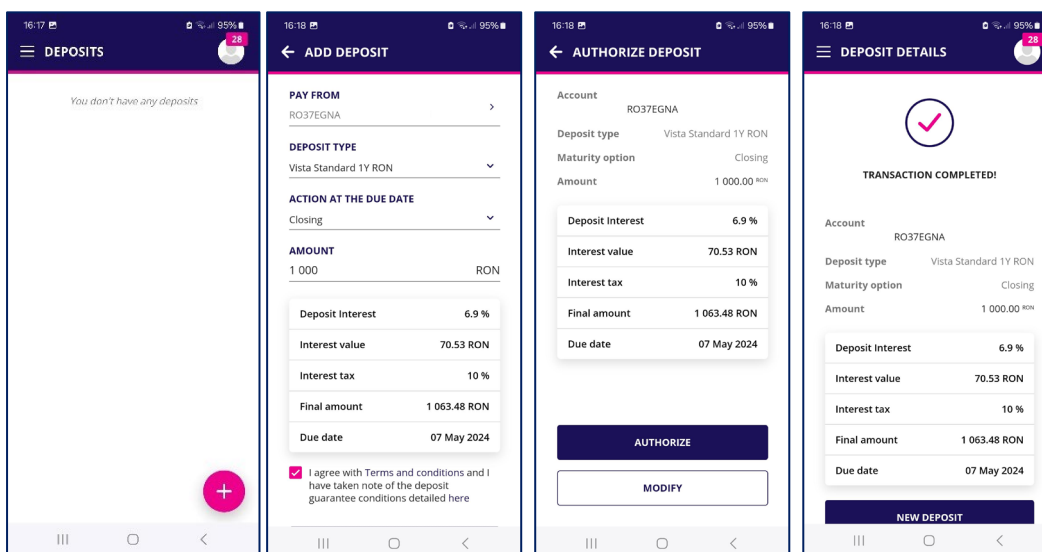 16:17
95%
28
DEPOSITS
You don't have any deposits
+
16:18
95%
ADD DEPOSIT
PAY FROM
RO37EGNA
DEPOSIT TYPE
Vista Standard 1Y RON
ACTION AT THE DUE DATE
Closing
AMOUNT
1 000 RON
Deposit Interest 6.9 %
Interest value 70.53 RON
Interest tax 10 %
Final amount 1 063.48 RON
Due date 07 May 2024
I agree with Terms and conditions and I
have taken note of the deposit
guarantee conditions detailed here
16:18
95%
AUTHORIZE DEPOSIT
Account
RO37EGNA
Deposit type Vista Standard 1Y RON
Maturity option Closing
Amount 1 000.00 RON
Deposit Interest 6.9 %
Interest value 70.53 RON
Interest tax 10 %
Final amount 1 063.48 RON
Due date 07 May 2024
AUTHORIZE
MODIFY
16:18
95%
28
DEPOSIT DETAILS
TRANSACTION COMPLETED!
Account
RO37EGNA
Deposit type Vista Standard 1Y RON
Maturity option Closing
Amount 1 000.00 RON
Deposit Interest 6.9 %
Interest value 70.53 RON
Interest tax 10 %
Final amount 1 063.48 RON
Due date 07 May 2024
NEW DEPOSIT